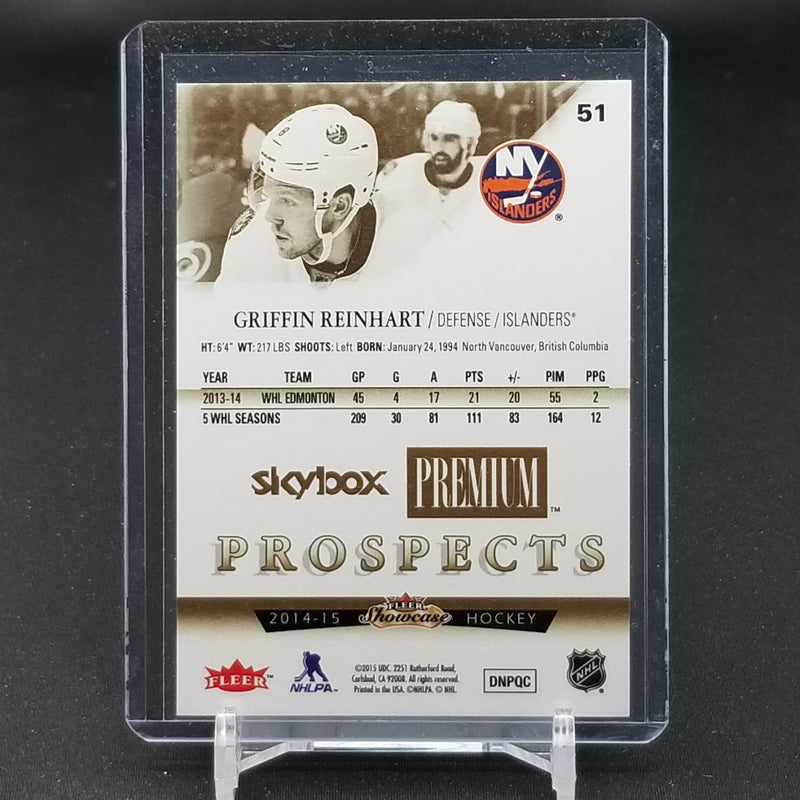 51
NY
ISLANDERS
®
GRIFFIN REINHART / DEFENSE / ISLANDERS®
HT: 6'4" WT: 217 LBS SHOOTS: Left BORN: January 24, 1994 North Vancouver, British Columbia
YEAR TEAM GP G A PTS +/- PIM PPG
2013-14 WHL EDMONTON 45 4 17 21 20 55 2
5 WHL SEASONS 209 30 81 111 83 164 12
skybox PREMIUM™
PROSPECTS
2014-15 FLEER Showcase HOCKEY
FLEER™
NHLPA™
©2015 UDC. 2251 Rutherford Road,
Carlsbad, CA 92008. All rights reserved.
Printed in the USA. ©NHLPA. © NHL.
DNPQC
NHL
®